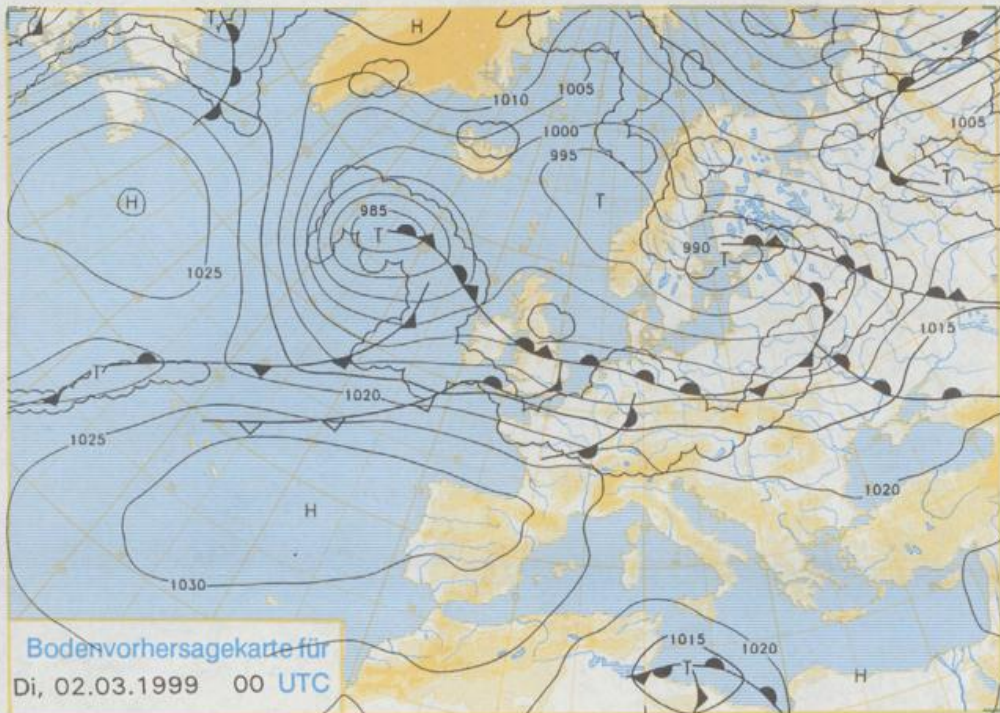 T
H
1010
1005
1000
995
1005
T
H
985
T
T
990
T
1025
1015
T
1020
1025
1020
H
1030
1015
1020
T
H
Bodenvorhersagekarte für
Di, 02.03.1999 00 UTC